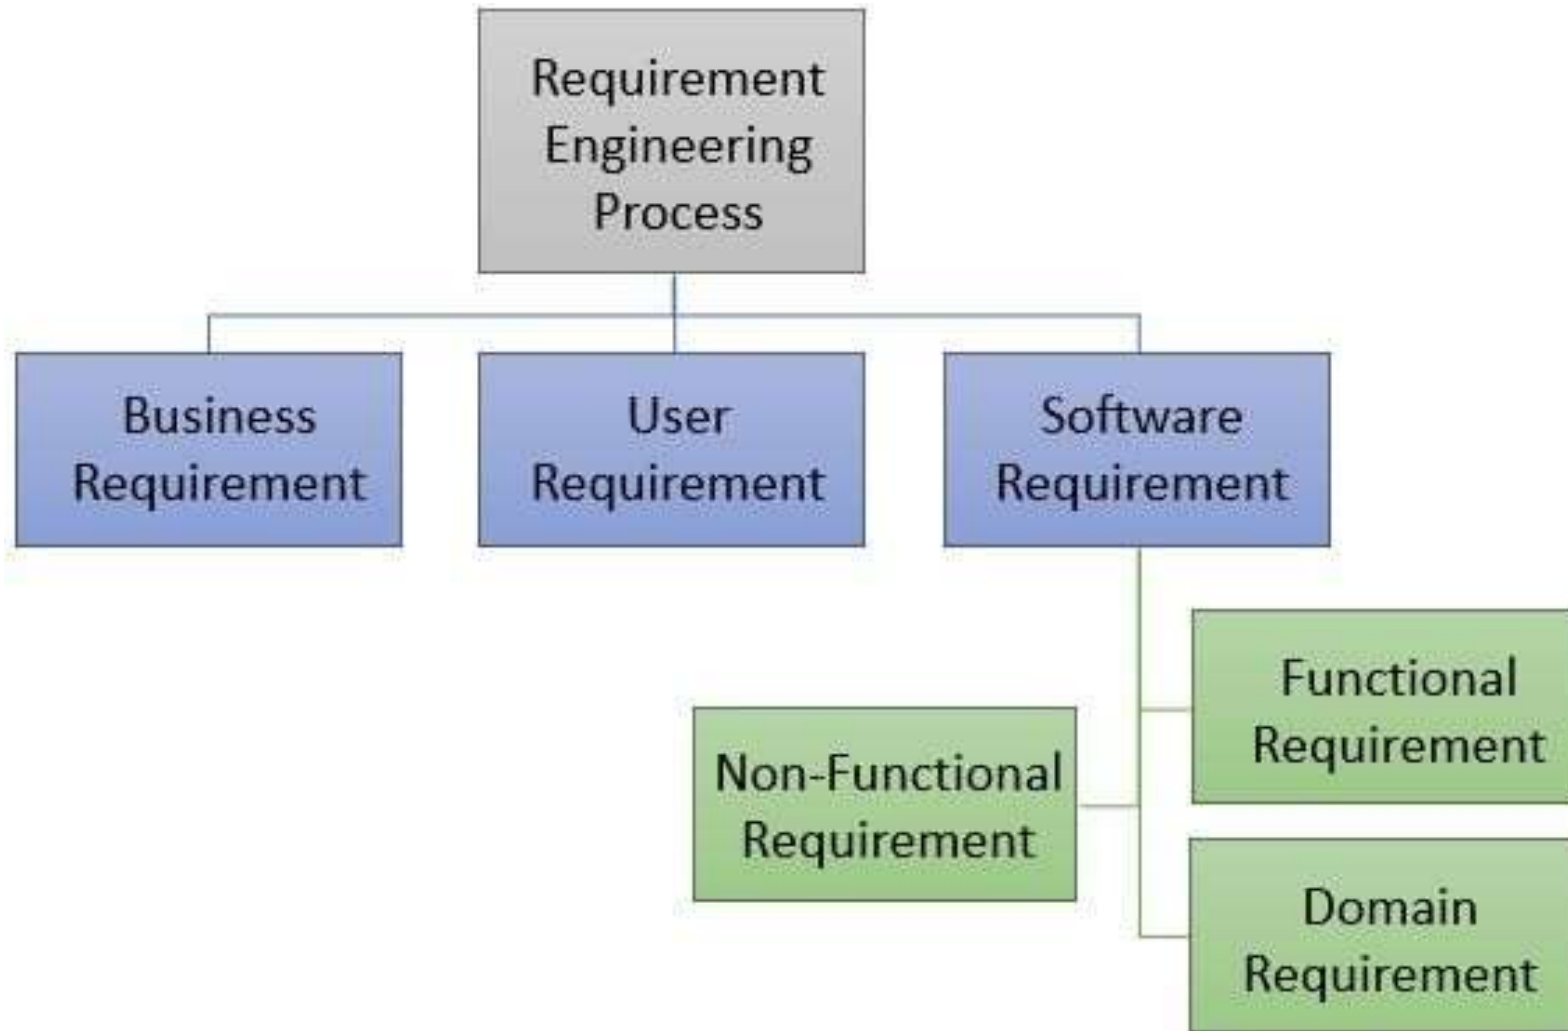 Requirement
Engineering
Process
Business
Requirement
User
Requirement
Software
Requirement
Functional
Requirement
Non-Functional
Requirement
Domain
Requirement